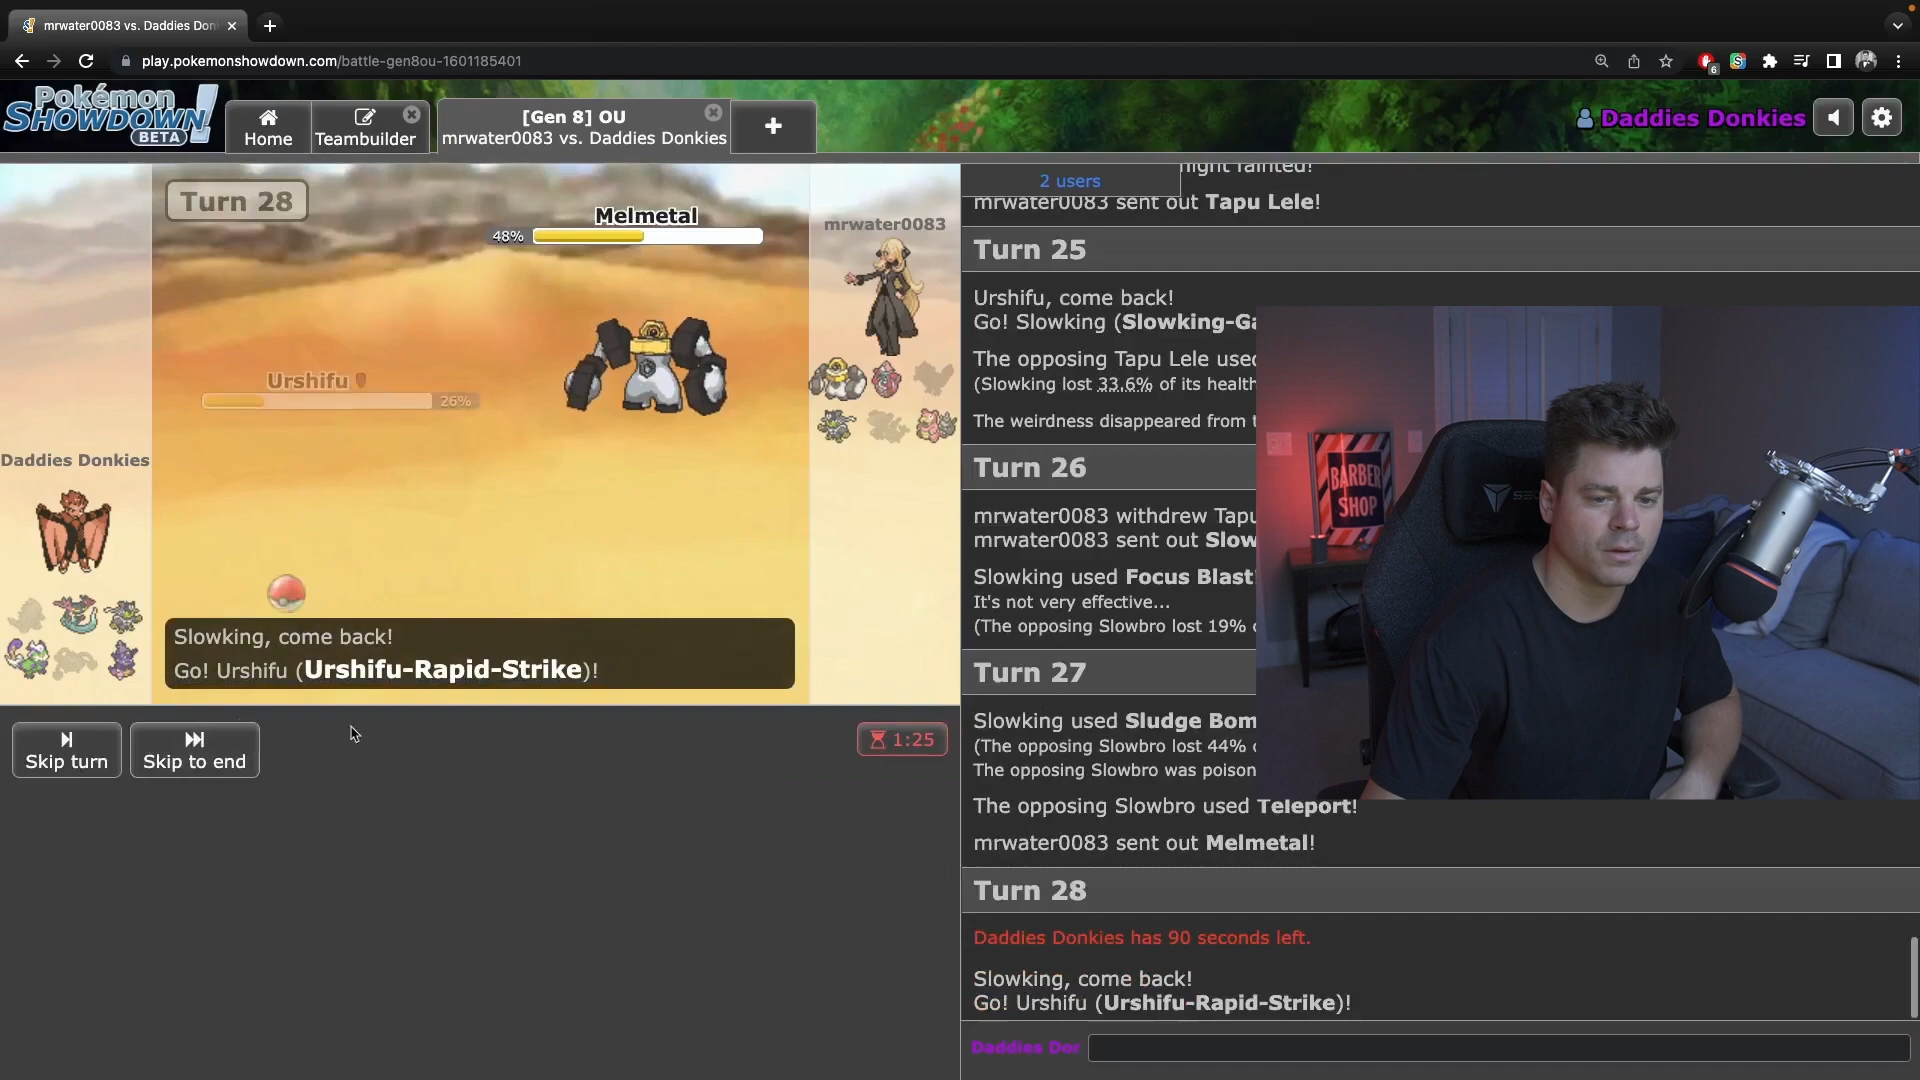 mrwater0083 vs. Daddies Don
play.pokemonshowdown.com/battle-gen8ou-1601185401
6
Pokémon
SHOWDOWN!
BETA
Home
Teambuilder
[Gen 8] OU
mrwater0083 vs. Daddies Donkies
Daddies Donkies
Turn 28
Melmetal
48%
mrwater0083
Urshifu
26%
Daddies Donkies
Slowking, come back!
Go! Urshifu (Urshifu-Rapid-Strike)!
Skip turn
Skip to end
1:25
2 users
night fainted!
mrwater0083 sent out Tapu Lele!
Turn 25
Urshifu, come back!
Go! Slowking (Slowking-Ga
The opposing Tapu Lele used
(Slowking lost 33.6% of its health
The weirdness disappeared from t
Turn 26
mrwater0083 withdrew Tapu
mrwater0083 sent out Slow
Slowking used Focus Blast
It's not very effective...
(The opposing Slowbro lost 19% o
Turn 27
Slowking used Sludge Bom
(The opposing Slowbro lost 44% o
The opposing Slowbro was poison
The opposing Slowbro used Teleport!
mrwater0083 sent out Melmetal!
Turn 28
Daddies Donkies has 90 seconds left.
Slowking, come back!
Go! Urshifu (Urshifu-Rapid-Strike)!
Daddies Dor
BARBER
SHOP